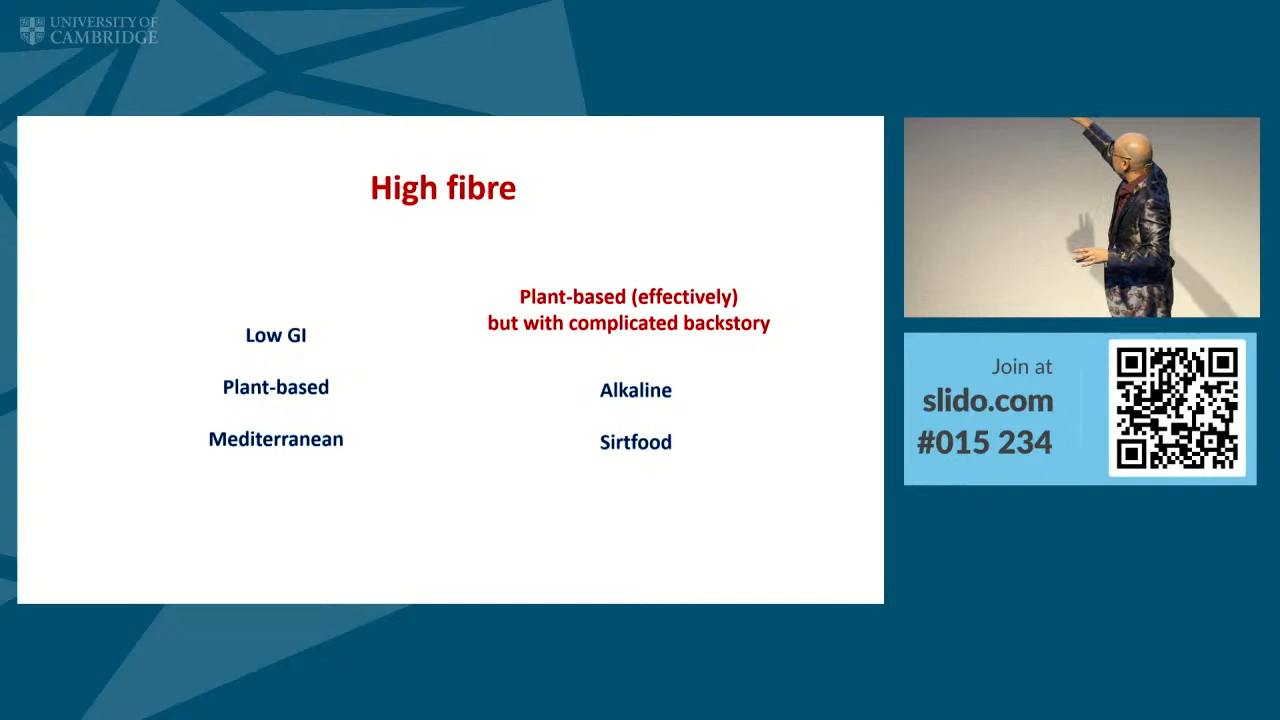 UNIVERSITY OF
CAMBRIDGE
High fibre
Low GI
Plant-based
Mediterranean
Plant-based (effectively)
but with complicated backstory
Alkaline
Sirtfood
Join at
slido.com
#015 234